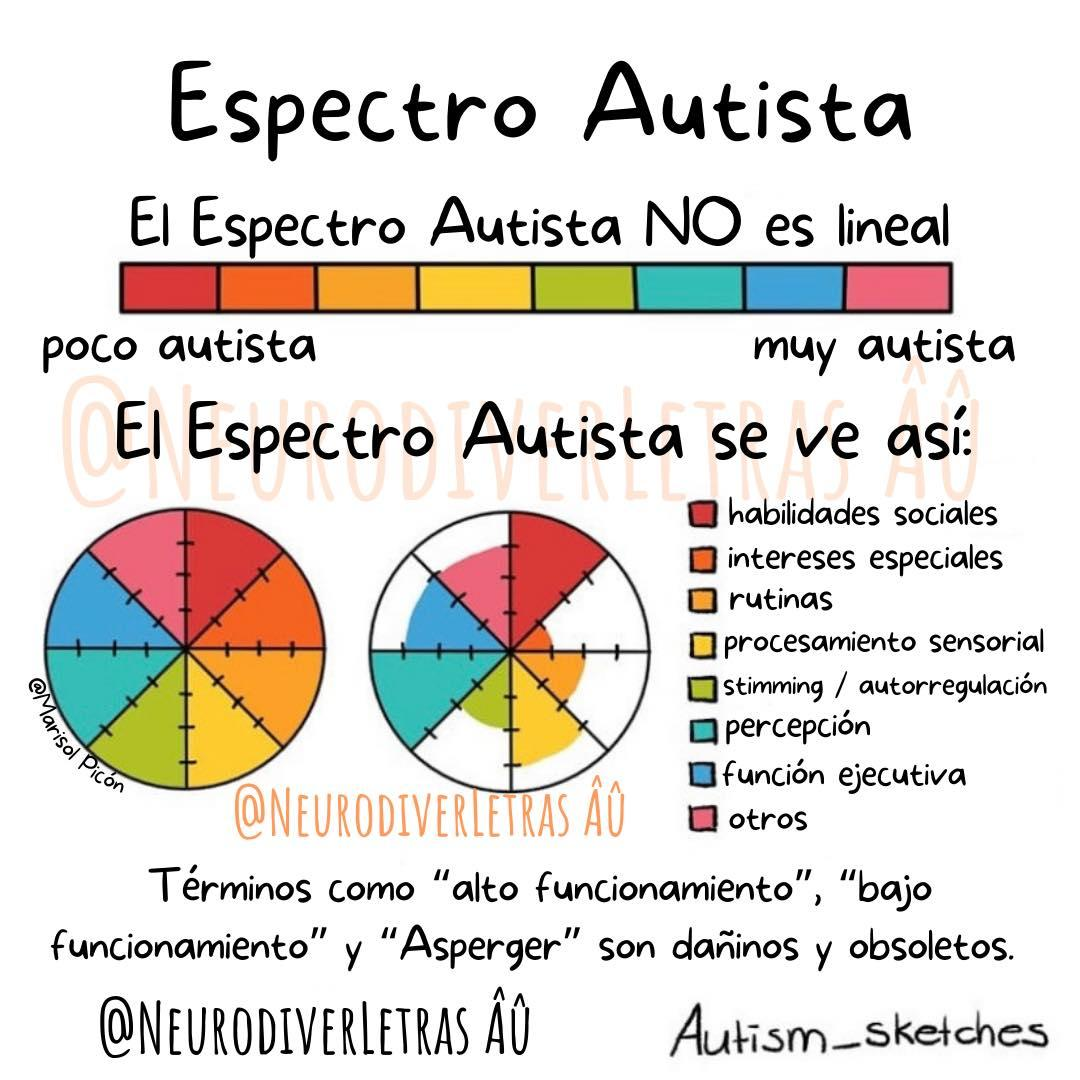 Espectro Autista
El Espectro Autista NO es lineal
poco autista
muy autista
@NeurodiverLetras ÂÛ
El Espectro Autista se ve así:
habilidades sociales
intereses especiales
rutinas
procesamiento sensorial
stimming / autorregulación
percepción
función ejecutiva
otros
@Marisol Picón
@NeurodiverLetras ÂÛ
Términos como “alto funcionamiento”, “bajo
funcionamiento” y “Asperger” son dañinos y obsoletos.
@NeurodiverLetras ÂÛ
Autism_sketches